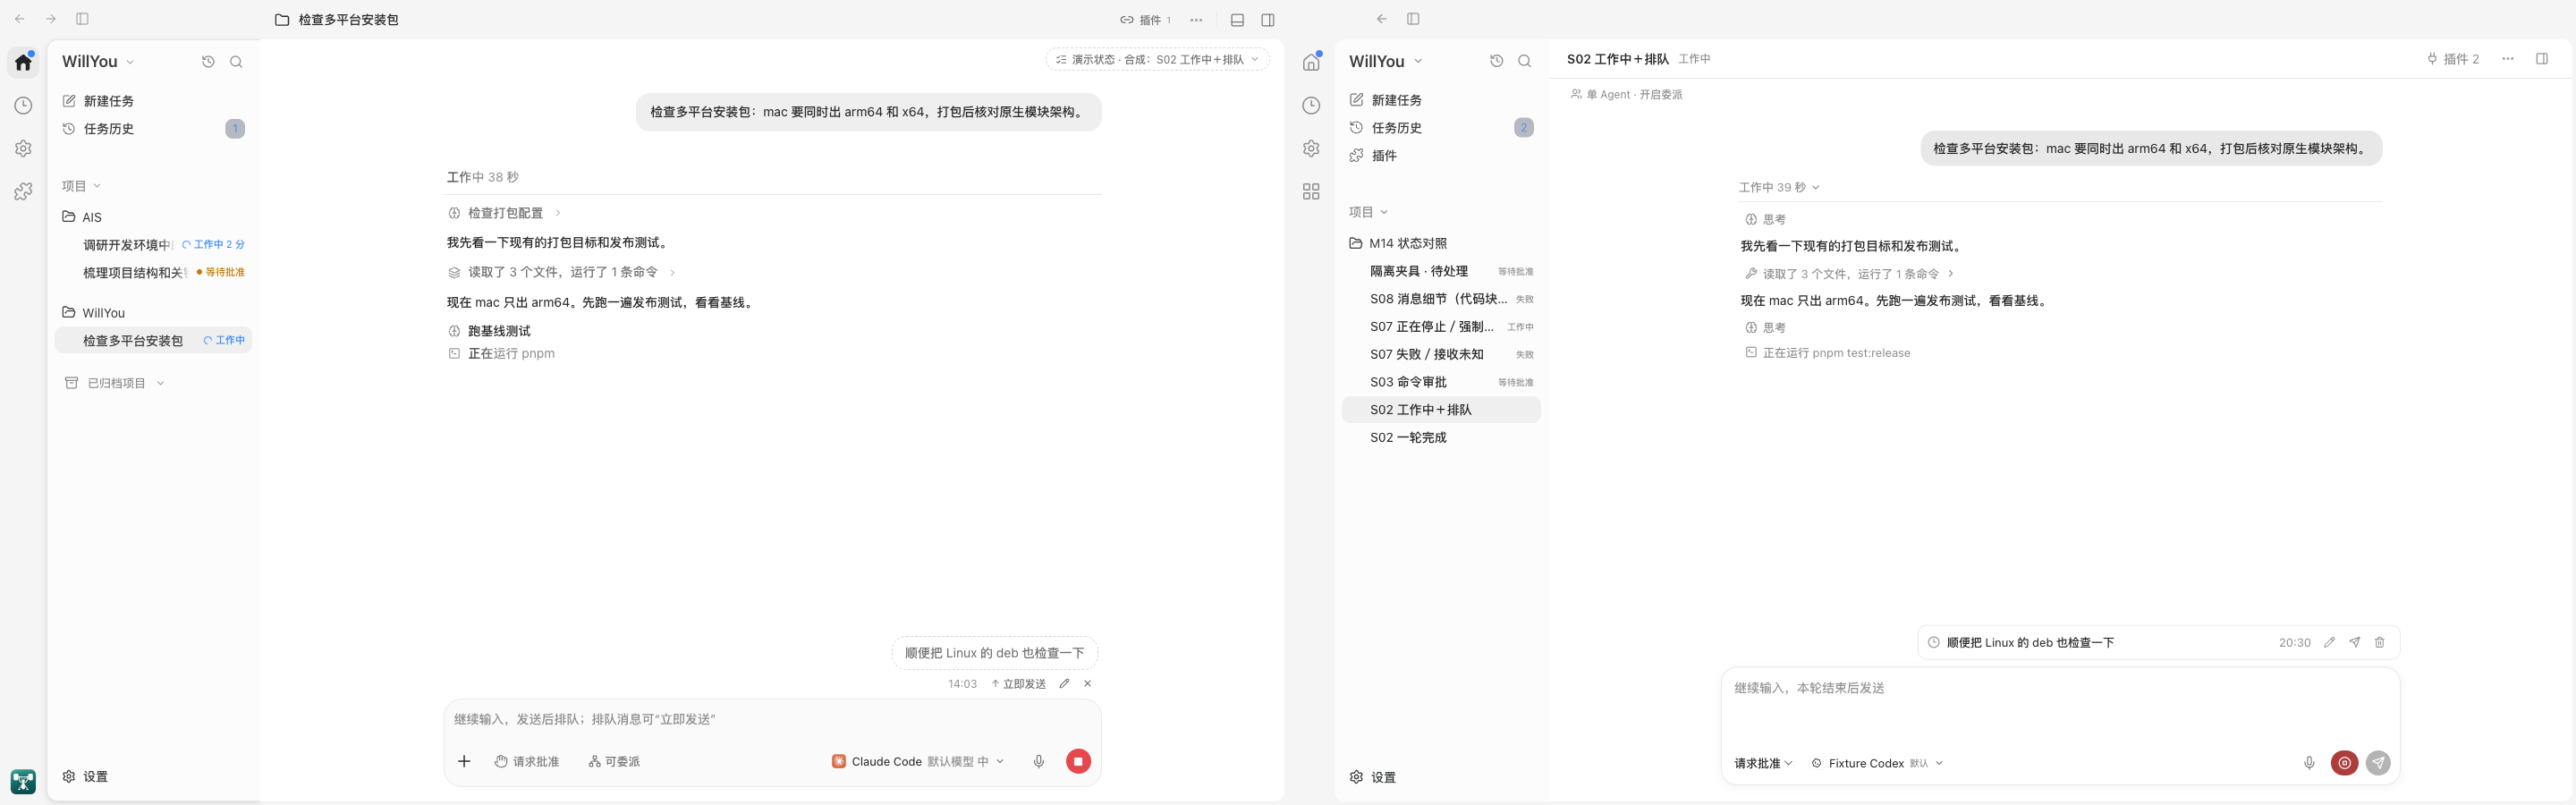 检查多平台安装包
插件 1
WillYou
新建任务
任务历史 1
项目
AIS
调研开发环境中 工作中 2 分
梳理项目结构和关 等待批准
WillYou
检查多平台安装包 工作中
已归档项目
设置
演示状态 · 合成：S02 工作中＋排队
检查多平台安装包：mac 要同时出 arm64 和 x64，打包后核对原生模块架构。
工作中 38 秒
检查打包配置
我先看一下现有的打包目标和发布测试。
读取了 3 个文件，运行了 1 条命令
现在 mac 只出 arm64。先跑一遍发布测试，看看基线。
跑基线测试
正在运行 pnpm
顺便把 Linux 的 deb 也检查一下
14:03 立即发送
继续输入，发送后排队；排队消息可“立即发送”
请求批准 可委派 Claude Code 默认模型 中
WillYou
新建任务
任务历史 2
插件
项目
M14 状态对照
隔离夹具 · 待处理 等待批准
S08 消息细节（代码块... 失败
S07 正在停止 / 强制... 工作中
S07 失败 / 接收未知 失败
S03 命令审批 等待批准
S02 工作中＋排队
S02 一轮完成
设置
S02 工作中＋排队 工作中
插件 2
单 Agent · 开启委派
检查多平台安装包：mac 要同时出 arm64 和 x64，打包后核对原生模块架构。
工作中 39 秒
思考
我先看一下现有的打包目标和发布测试。
读取了 3 个文件，运行了 1 条命令
现在 mac 只出 arm64。先跑一遍发布测试，看看基线。
思考
正在运行 pnpm test:release
顺便把 Linux 的 deb 也检查一下 20:30
继续输入，本轮结束后发送
请求批准 Fixture Codex 默认